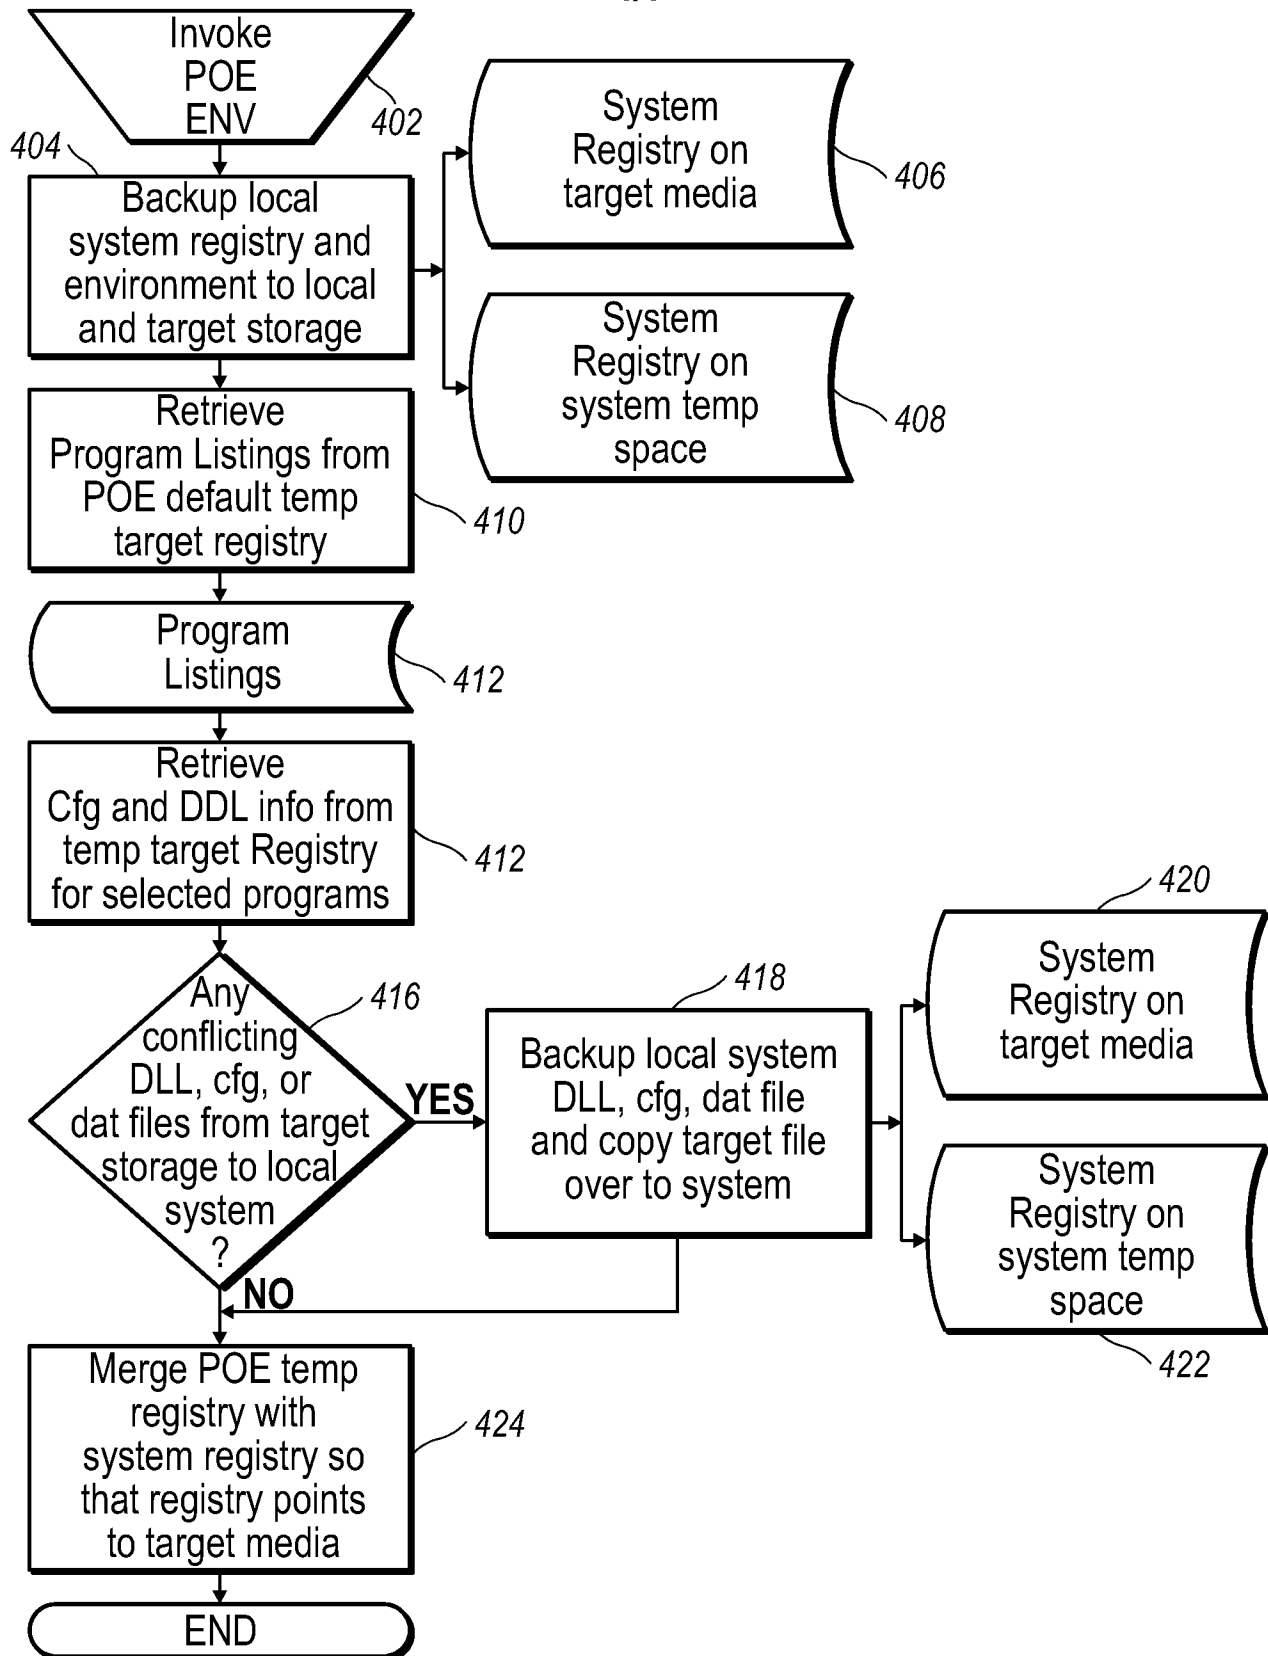 Invoke
POE
ENV
402
404
Backup local
system registry and
environment to local
and target storage
System
Registry on
target media
406
System
Registry on
system temp
space
408
Retrieve
Program Listings from
POE default temp
target registry
410
Program
Listings
412
Retrieve
Cfg and DDL info from
temp target Registry
for selected programs
412
Any
conflicting
DLL, cfg, or
dat files from target
storage to local
system
?
416
YES
NO
418
Backup local system
DLL, cfg, dat file
and copy target file
over to system
420
System
Registry on
target media
System
Registry on
system temp
space
422
Merge POE temp
registry with
system registry so
that registry points
to target media
424
END